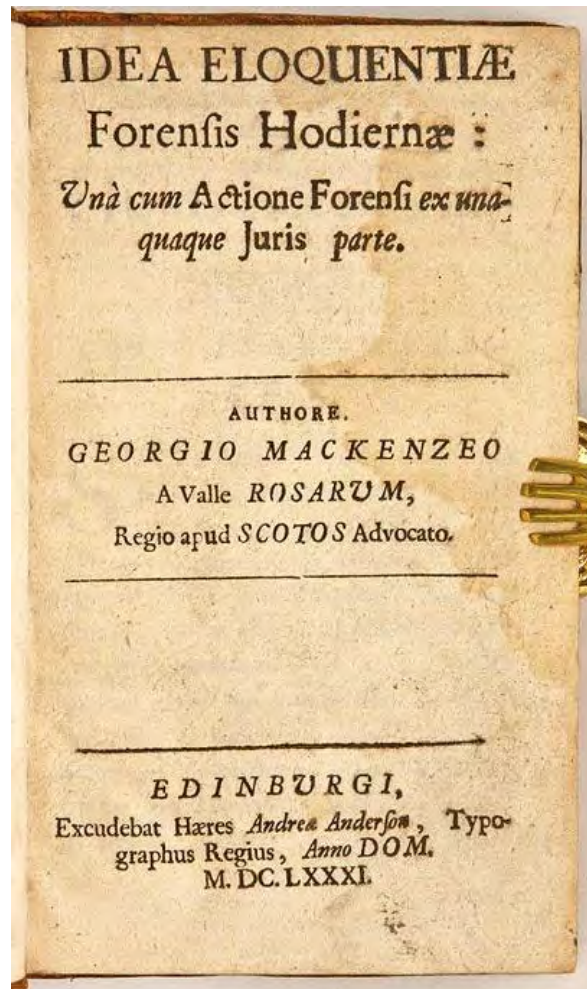 IDEA ELOQUENTIÆ
Forenſis Hodiernæ :
Unà cum Actione Forenſi ex una-
quaque Juris parte.
AUTHORE.
GEORGIO MACKENZEO
A Valle ROSARUM,
Regio apud SCOTOS Advocato.
EDINBURGI,
Excudebat Hæres Andreæ Anderſon, Typo-
graphus Regius, Anno DOM.
M. DC. LXXXI.